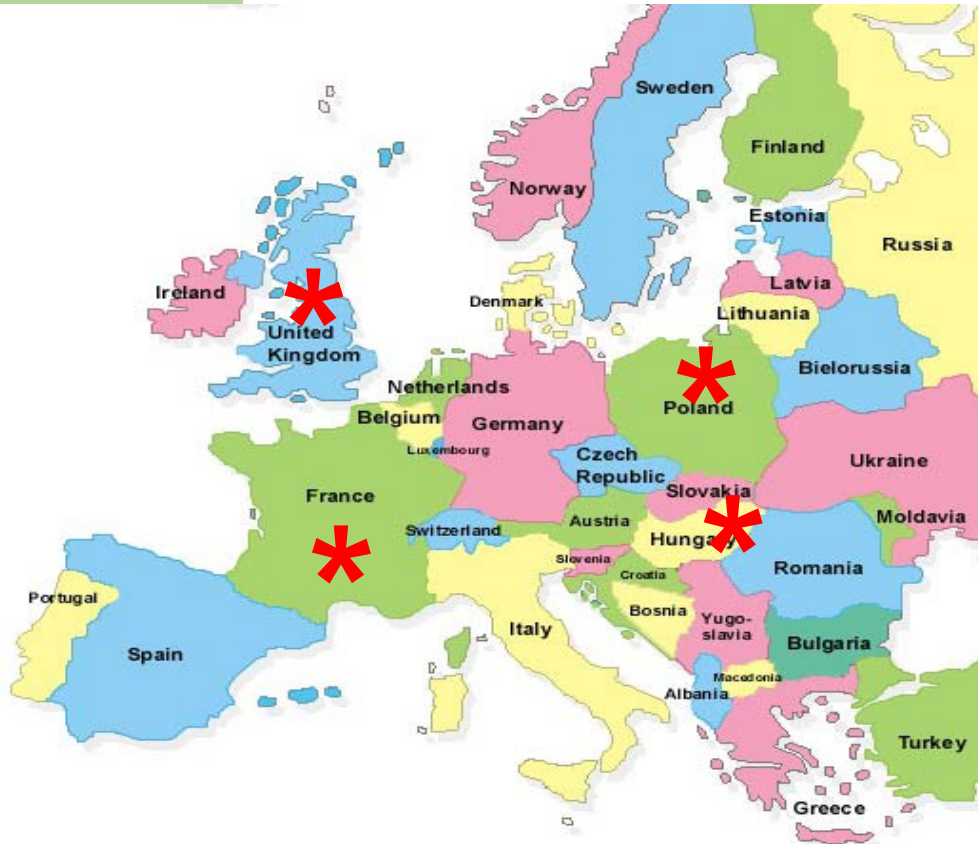 Sweden
Finland
Norway
Estonia
Russia
Latvia
Ireland
Denmark
Lithuania
United
Kingdom
Bielorussia
Netherlands
Poland
Belgium
Germany
Luxembourg
Czech
Republic
Ukraine
France
Slovakia
Moldavia
Austria
Switzerland
Hungary
Slovenia
Romania
Croatia
Portugal
Bosnia
Yugo-
slavia
Italy
Bulgaria
Spain
Macedonia
Albania
Turkey
Greece